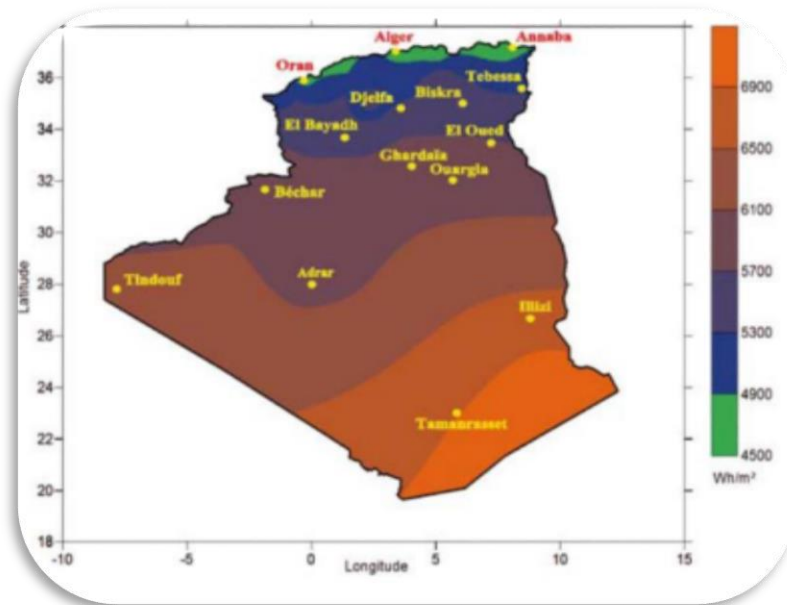 Alger
Annaba
Oran
Tebessa
Biskra
Djelfa
El Bayadh
El Oued
Ghardaïa
Ouargla
Béchar
Tindouf
Adrar
Illizi
Tamanrasset
36
34
32
30
28
26
24
22
20
18
Latitude
-10
-5
0
5
10
15
Longitude
6900
6500
6100
5700
5300
4900
4500
Wh/m²